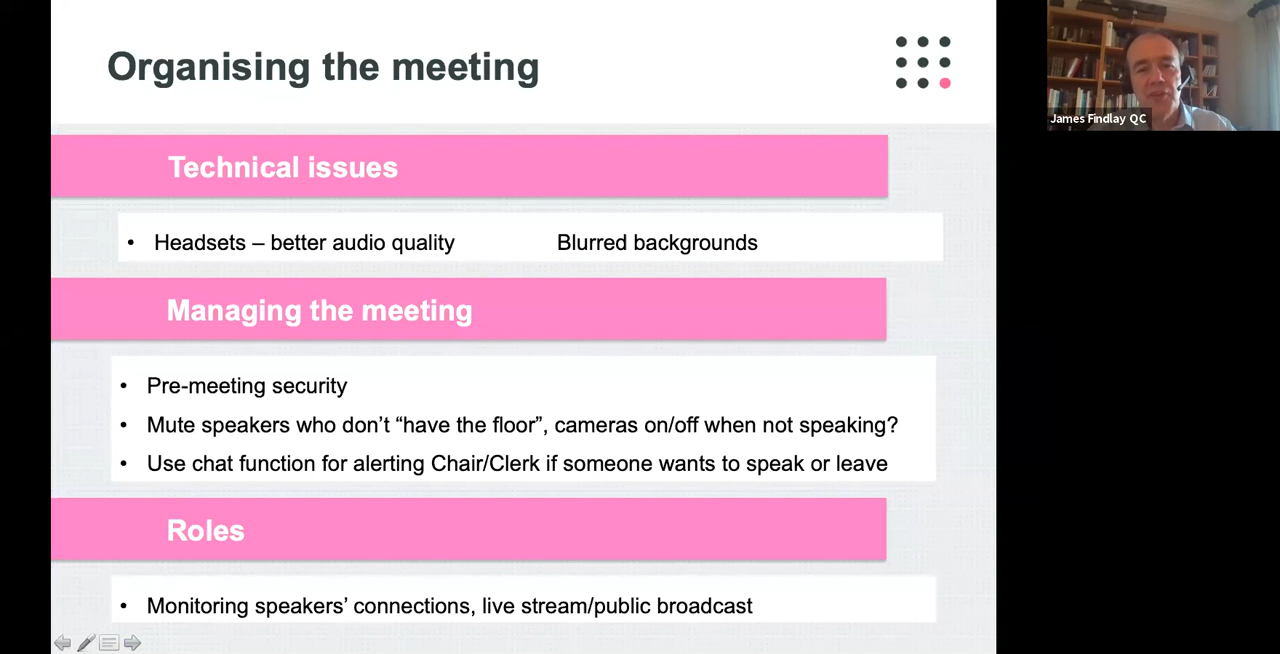 Organising the meeting
James Findlay QC
Technical issues
• Headsets – better audio quality Blurred backgrounds
Managing the meeting
• Pre-meeting security
• Mute speakers who don’t “have the floor”, cameras on/off when not speaking?
• Use chat function for alerting Chair/Clerk if someone wants to speak or leave
Roles
• Monitoring speakers’ connections, live stream/public broadcast